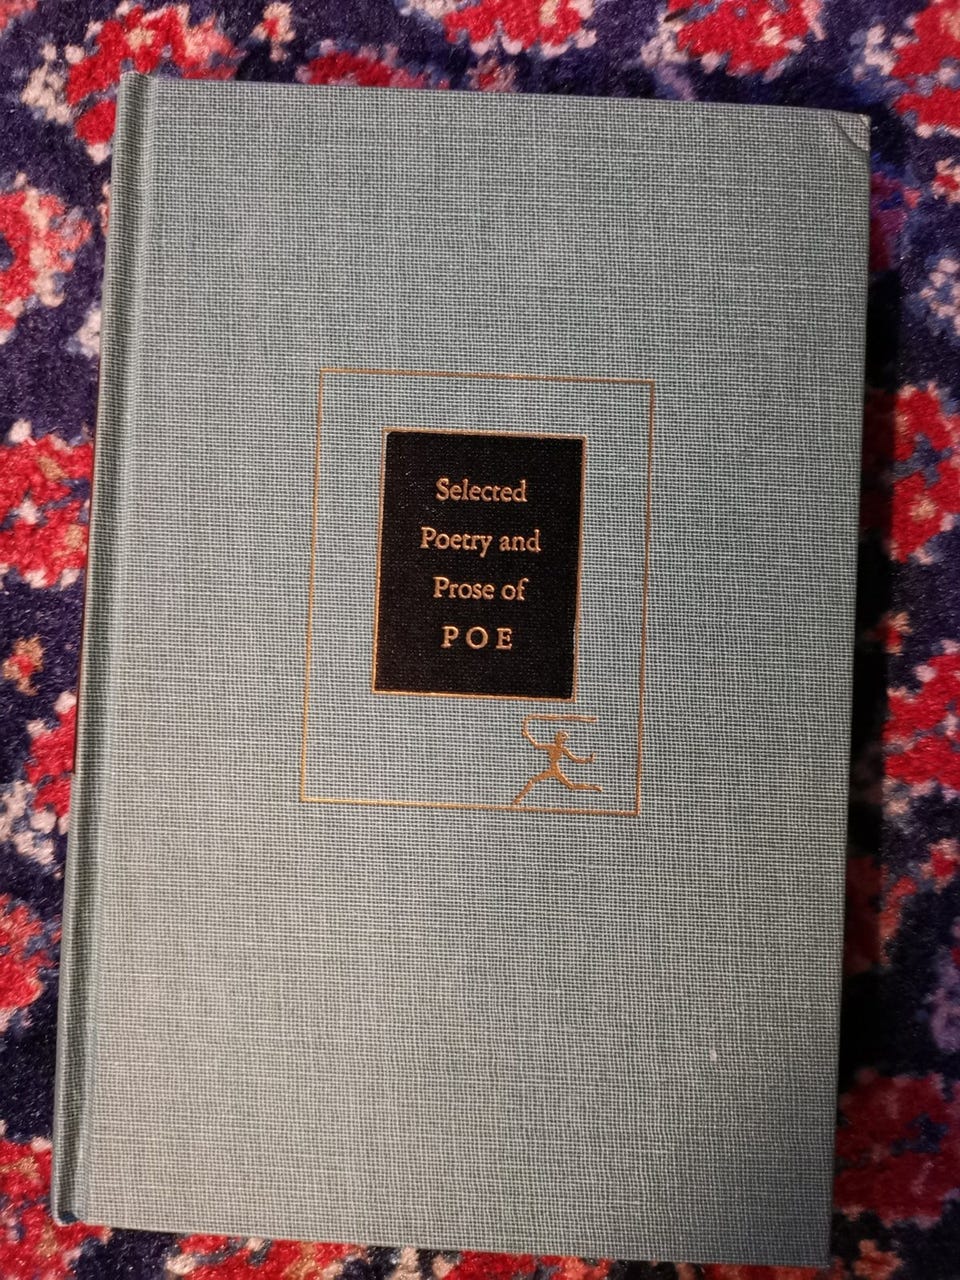 Selected
Poetry and
Prose of
POE